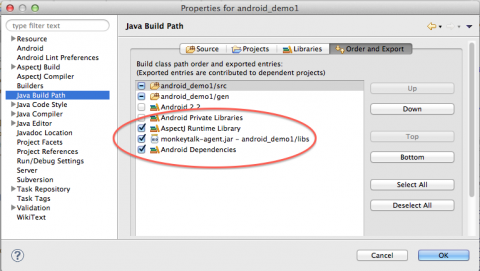 Properties for android_demo1
type filter text
Java Build Path
Resource
Android
Android Lint Preferences
AspectJ Build
AspectJ Compiler
Builders
Java Build Path
Java Code Style
Java Compiler
Java Editor
Javadoc Location
Project Facets
Project References
Run/Debug Settings
Server
Subversion
Task Repository
Task Tags
Validation
WikiText
Source
Projects
Libraries
Order and Export
Build class path order and exported entries:
(Exported entries are contributed to dependent projects)
android_demo1/src
android_demo1/gen
Android 2.2
Android Private Libraries
AspectJ Runtime Library
monkeytalk-agent.jar - android_demo1/libs
Android Dependencies
Up
Down
Top
Bottom
Select All
Deselect All
?
Cancel
OK